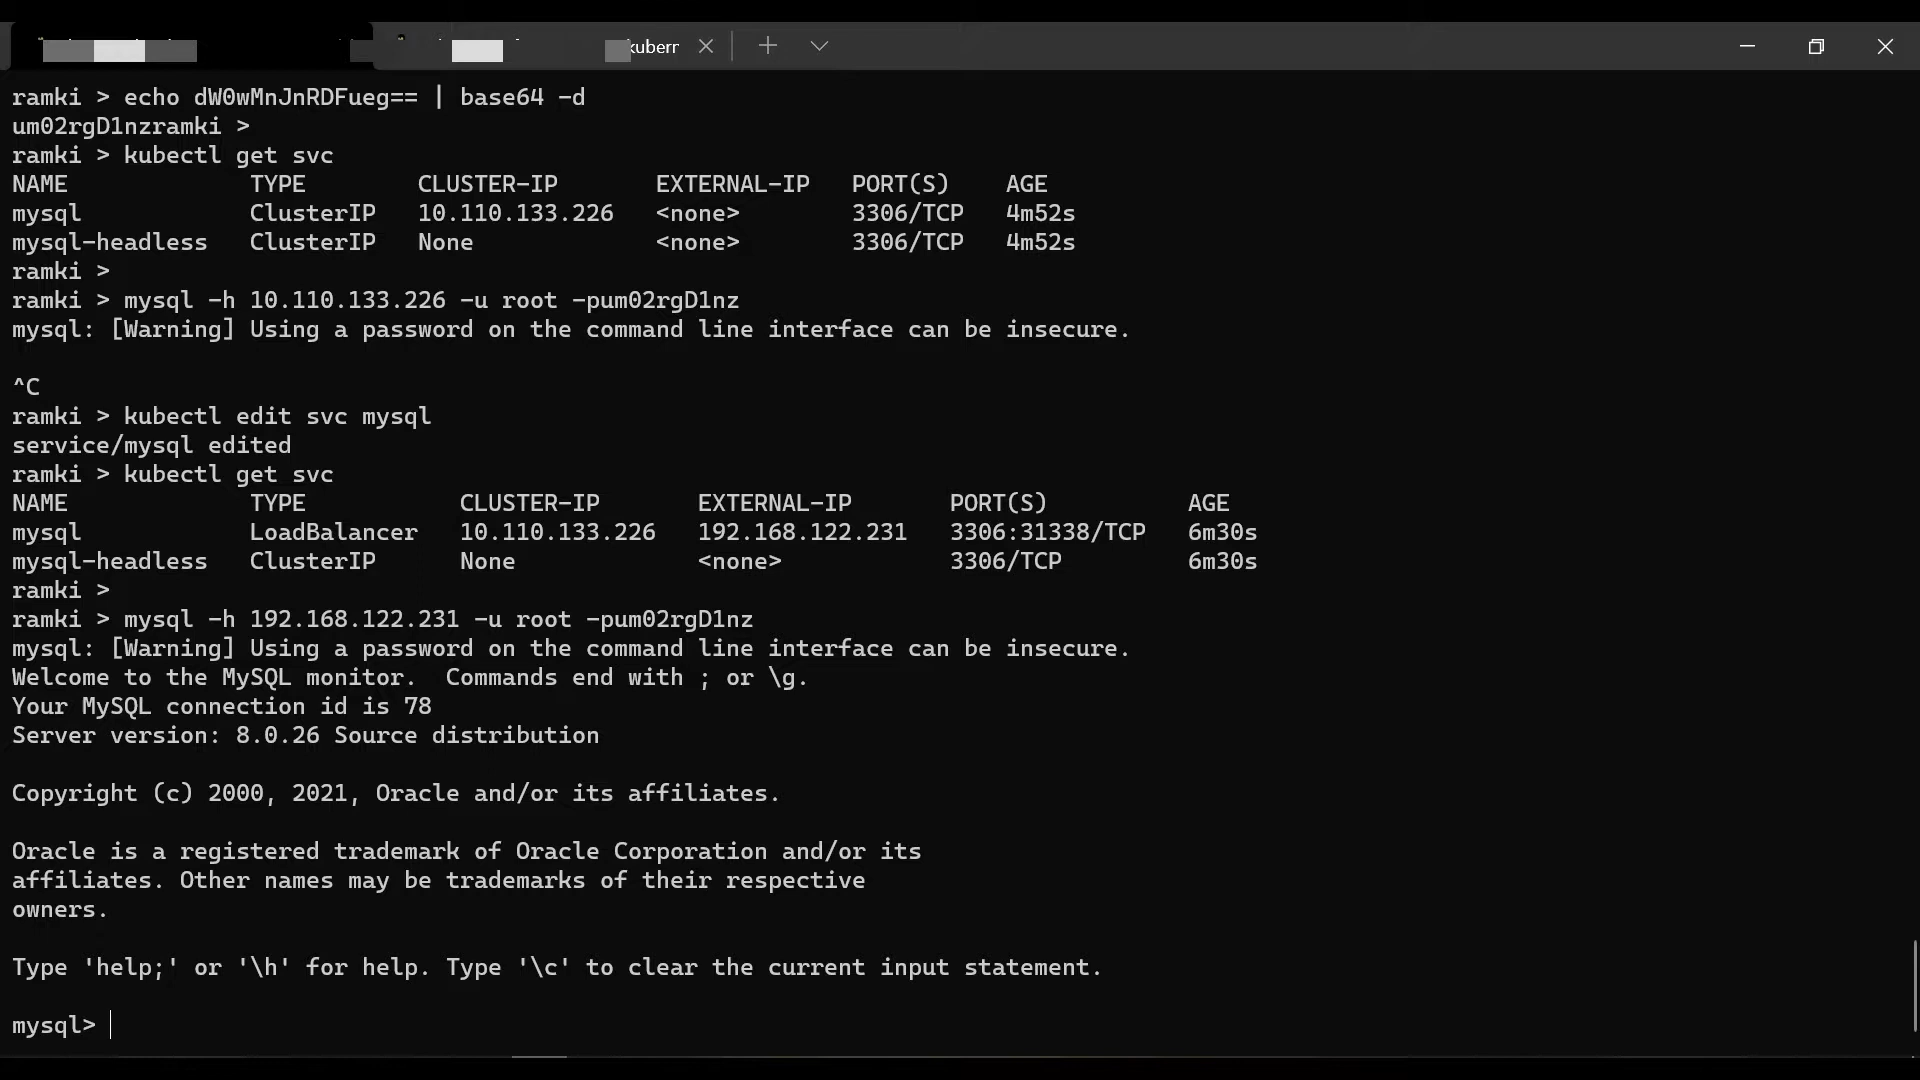 kubern
ramki > echo dW0wMnJnRDFueg== | base64 -d
um02rgD1nzramki >
ramki > kubectl get svc
NAME TYPE CLUSTER-IP EXTERNAL-IP PORT(S) AGE
mysql ClusterIP 10.110.133.226 <none> 3306/TCP 4m52s
mysql-headless ClusterIP None <none> 3306/TCP 4m52s
ramki >
ramki > mysql -h 10.110.133.226 -u root -pum02rgD1nz
mysql: [Warning] Using a password on the command line interface can be insecure.
^C
ramki > kubectl edit svc mysql
service/mysql edited
ramki > kubectl get svc
NAME TYPE CLUSTER-IP EXTERNAL-IP PORT(S) AGE
mysql LoadBalancer 10.110.133.226 192.168.122.231 3306:31338/TCP 6m30s
mysql-headless ClusterIP None <none> 3306/TCP 6m30s
ramki >
ramki > mysql -h 192.168.122.231 -u root -pum02rgD1nz
mysql: [Warning] Using a password on the command line interface can be insecure.
Welcome to the MySQL monitor.  Commands end with ; or \g.
Your MySQL connection id is 78
Server version: 8.0.26 Source distribution
Copyright (c) 2000, 2021, Oracle and/or its affiliates.
Oracle is a registered trademark of Oracle Corporation and/or its
affiliates. Other names may be trademarks of their respective
owners.
Type 'help;' or '\h' for help. Type '\c' to clear the current input statement.
mysql>